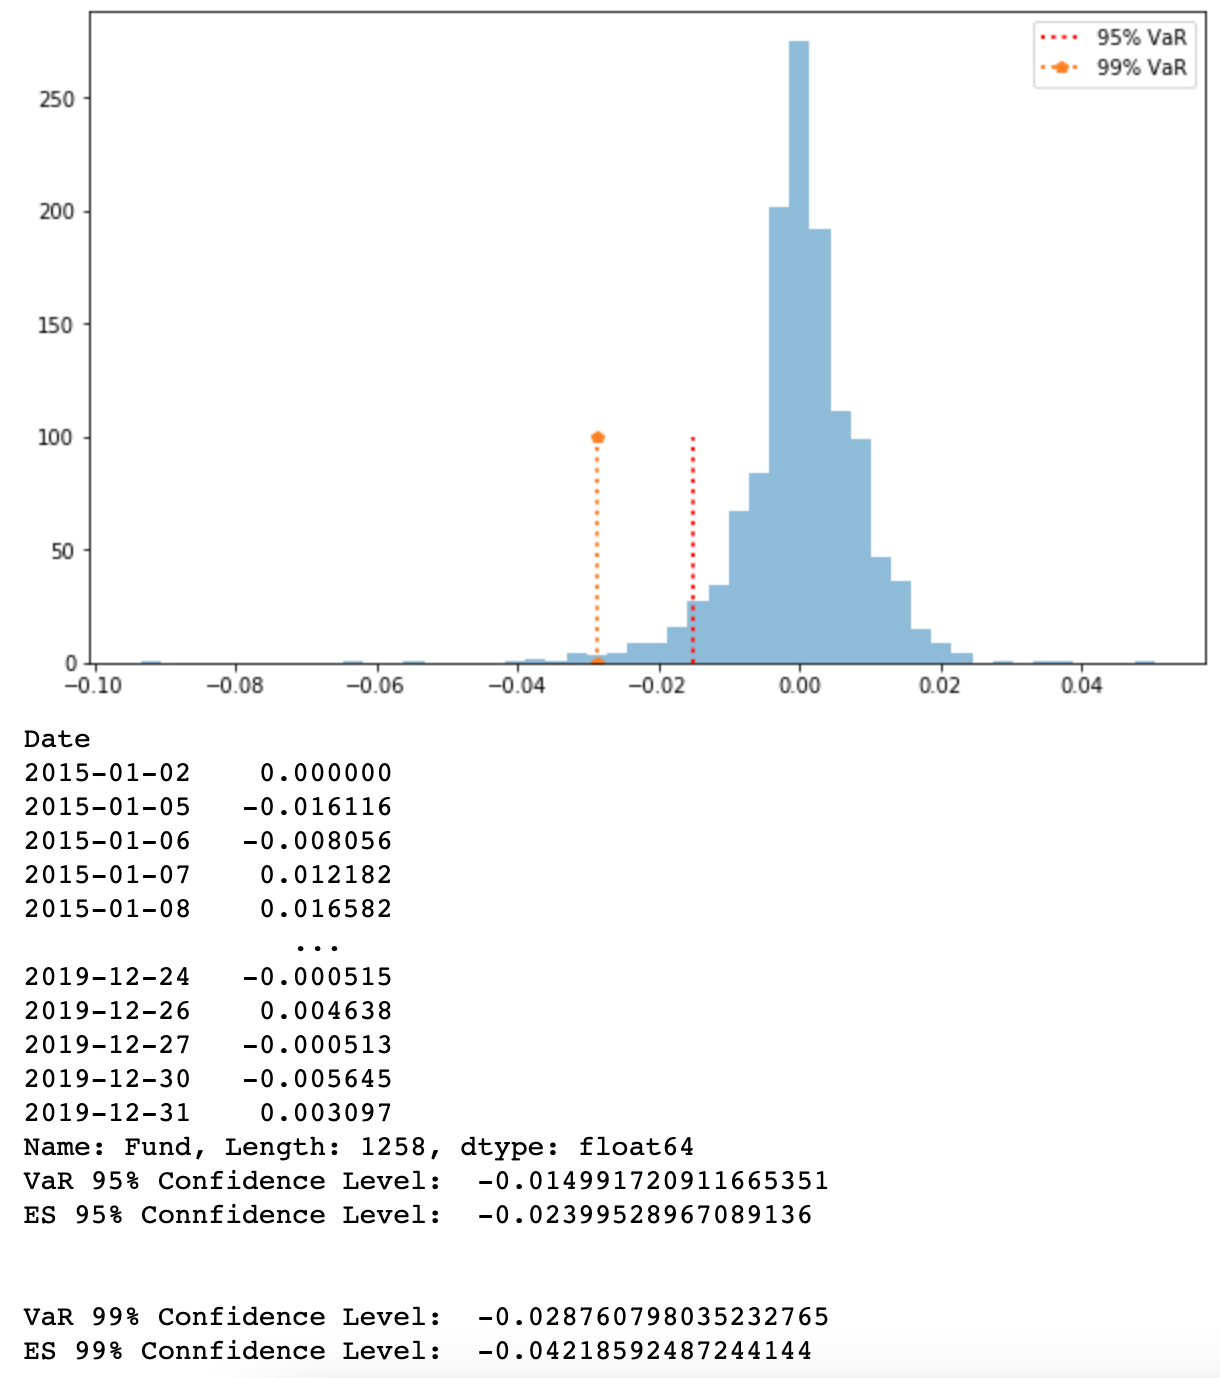 95% VaR
99% VaR
250
200
150
100
50
0
−0.10 −0.08 −0.06 −0.04 −0.02 0.00 0.02 0.04
Date
2015-01-02 0.000000
2015-01-05 -0.016116
2015-01-06 -0.008056
2015-01-07 0.012182
2015-01-08 0.016582
...
2019-12-24 -0.000515
2019-12-26 0.004638
2019-12-27 -0.000513
2019-12-30 -0.005645
2019-12-31 0.003097
Name: Fund, Length: 1258, dtype: float64
VaR 95% Confidence Level: -0.014991720911665351
ES 95% Connfidence Level: -0.02399528967089136
VaR 99% Confidence Level: -0.028760798035232765
ES 99% Connfidence Level: -0.04218592487244144